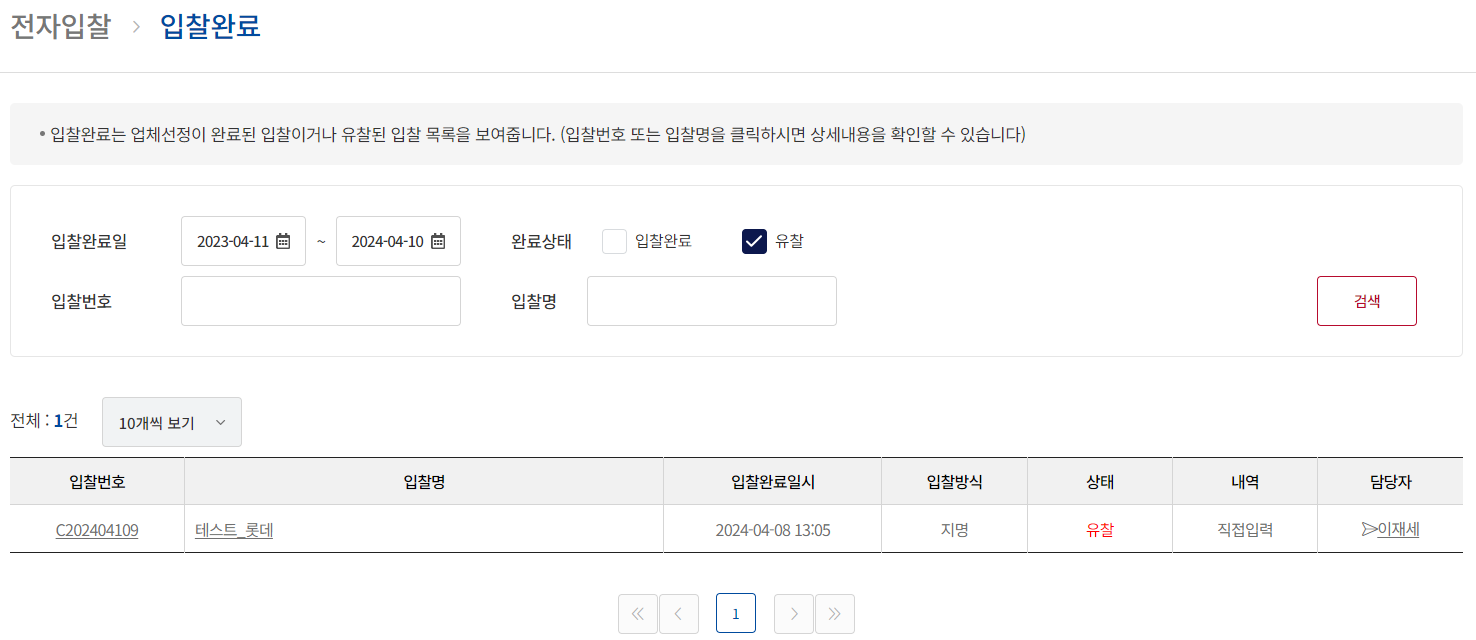 전자입찰 > 입찰완료
• 입찰완료는 업체선정이 완료된 입찰이거나 유찰된 입찰 목록을 보여줍니다. (입찰번호 또는 입찰명을 클릭하시면 상세내용을 확인할 수 있습니다)
입찰완료일 2023-04-11 ~ 2024-04-10 완료상태 입찰완료 유찰
입찰번호 입찰명 검색
전체 : 1건 10개씩 보기
입찰번호 입찰명 입찰완료일시 입찰방식 상태 내역 담당자
C202404109 테스트_롯데 2024-04-08 13:05 지명 유찰 직접입력 이재세
1